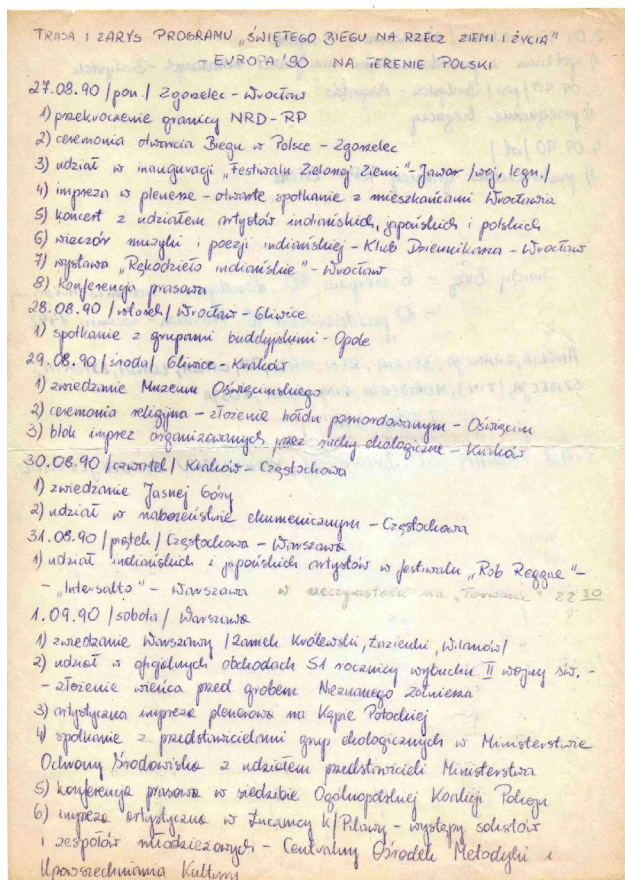 TRASA I ZARYS PROGRAMU „ŚWIĘTEGO BIEGU NA RZECZ ZIEMI I ŻYCIA"
– EUROPA '90 NA TERENIE POLSKI
27.08.90 /pon./ Zgorzelec – Wrocław
1) przekroczenie granicy NRD–RP
2) ceremonia otwarcia Biegu w Polsce – Zgorzelec
3) udział w inauguracji „Festiwalu Zielonej Ziemi" – Jawor /woj. legn./
4) impreza w plenerze – otwarte spotkanie z mieszkańcami Wrocławia
5) koncert z udziałem artystów indiańskich, japońskich i polskich
6) wieczór muzyki i poezji indiańskiej – Klub Dziennikarza – Wrocław
7) wystawa „Rękodzieło indiańskie" – Wrocław
8) konferencja prasowa
28.08.90 /wtorek/ Wrocław – Gliwice
1) spotkanie z grupami buddyjskimi – Opole
29.08.90 /środa/ Gliwice – Kraków
1) zwiedzanie Muzeum Oświęcimskiego
2) ceremonia religijna – złożenie hołdu pomordowanym – Oświęcim
3) blok imprez organizowanych przez ruchy ekologiczne – Kraków
30.08.90 /czwartek/ Kraków – Częstochowa
1) zwiedzanie Jasnej Góry
2) udział w nabożeństwie ekumenicznym – Częstochowa
31.08.90 /piątek/ Częstochowa – Warszawa
1) udział indiańskich i japońskich artystów w festiwalu „Rob Reggae" –
– „Intersalto" – Warszawa w rzeczywistości na „Torwarze" 22 30
1.09.90 /sobota/ Warszawa
1) zwiedzanie Warszawy /Zamek Królewski, Łazienki, Wilanów/
2) udział w oficjalnych obchodach 51 rocznicy wybuchu II wojny św. –
– złożenie wieńca przed grobem Nieznanego Żołnierza
3) artystyczna impreza plenerowa na Kępie Potockiej
4) spotkanie z przedstawicielami grup ekologicznych w Ministerstwie
Ochrony Środowiska z udziałem przedstawicieli Ministerstwa
5) konferencja prasowa w siedzibie Ogólnopolskiej Koalicji Pokoju
6) impreza artystyczna w Łucznicy k/Pilawy – występy solistów
i zespołów młodzieżowych – Centralny Ośrodek Metodyki i
Upowszechniania Kultury